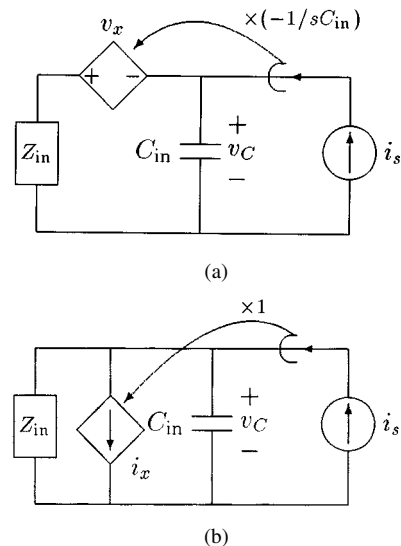 ×(−1/sC_in)
v_x
+ −
Z_in
C_in
+
v_C
−
i_s
(a)
×1
Z_in
i_x
C_in
+
v_C
−
i_s
(b)